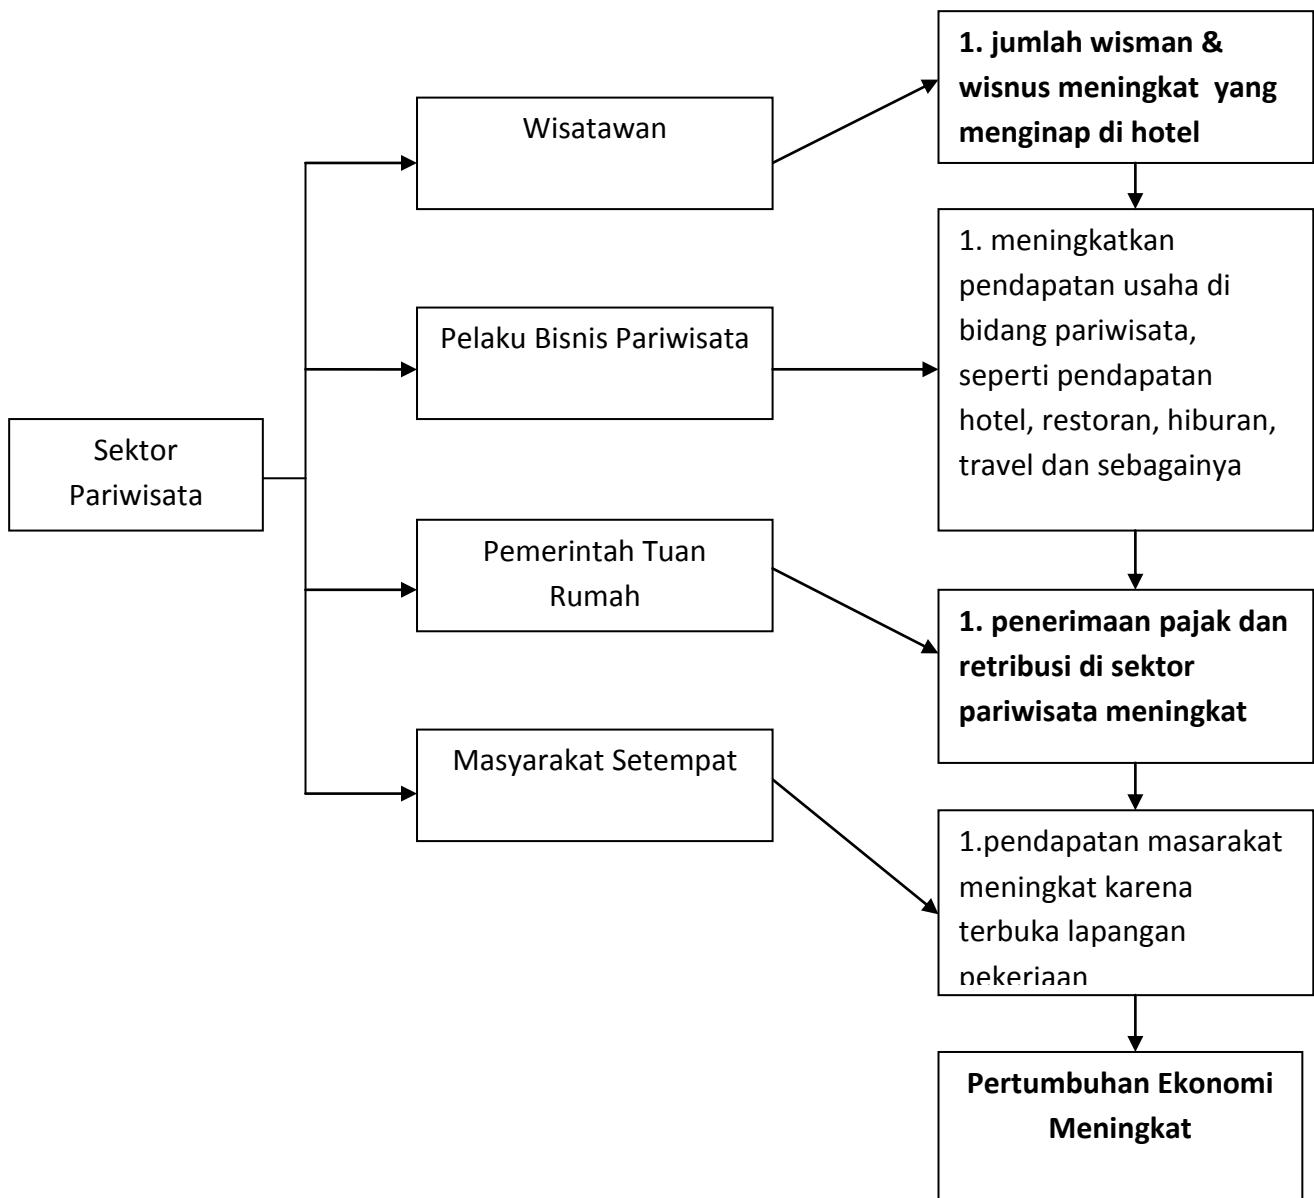 1. jumlah wisman &
wisnus meningkat yang
menginap di hotel
Wisatawan
1. meningkatkan
pendapatan usaha di
bidang pariwisata,
seperti pendapatan
hotel, restoran, hiburan,
travel dan sebagainya
Pelaku Bisnis Pariwisata
Sektor
Pariwisata
Pemerintah Tuan
Rumah
1. penerimaan pajak dan
retribusi di sektor
pariwisata meningkat
Masyarakat Setempat
1.pendapatan masarakat
meningkat karena
terbuka lapangan
pekerjaan
Pertumbuhan Ekonomi
Meningkat